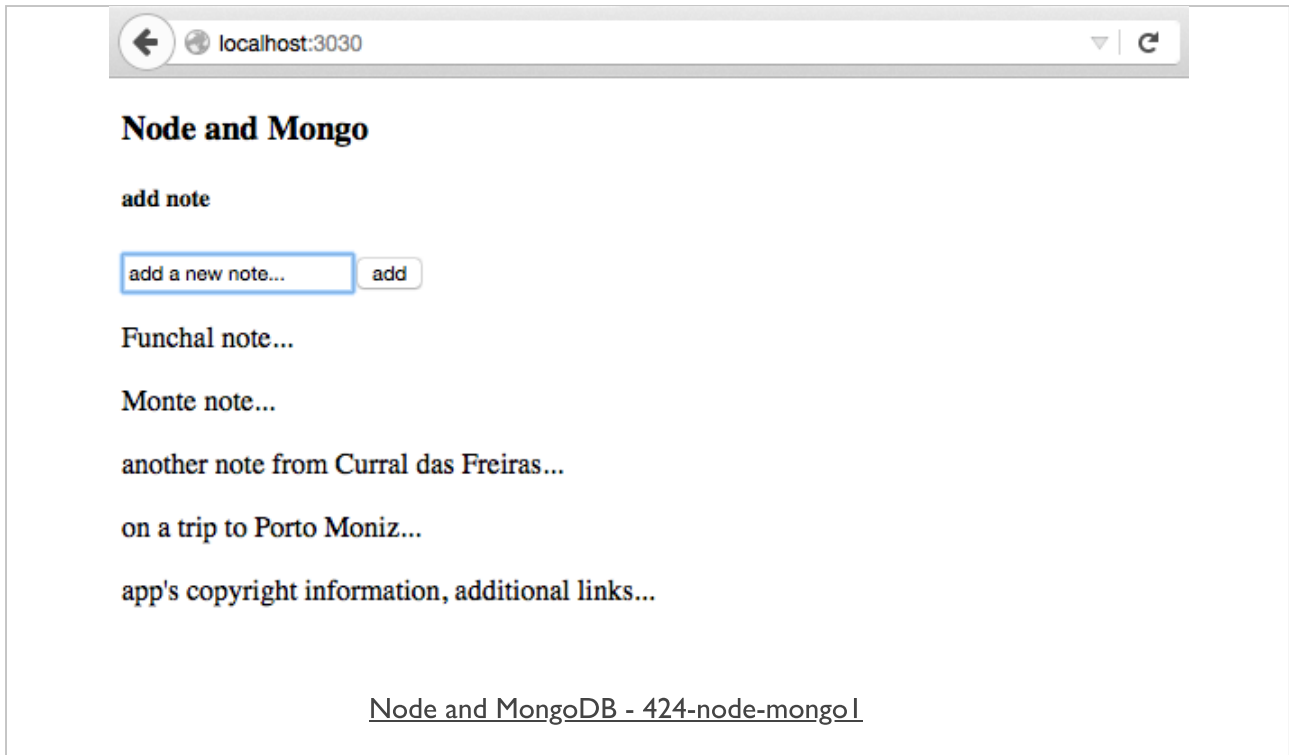 localhost:3030
Node and Mongo
add note
add a new note... add
Funchal note...
Monte note...
another note from Curral das Freiras...
on a trip to Porto Moniz...
app's copyright information, additional links...
Node and MongoDB - 424-node-mongo1